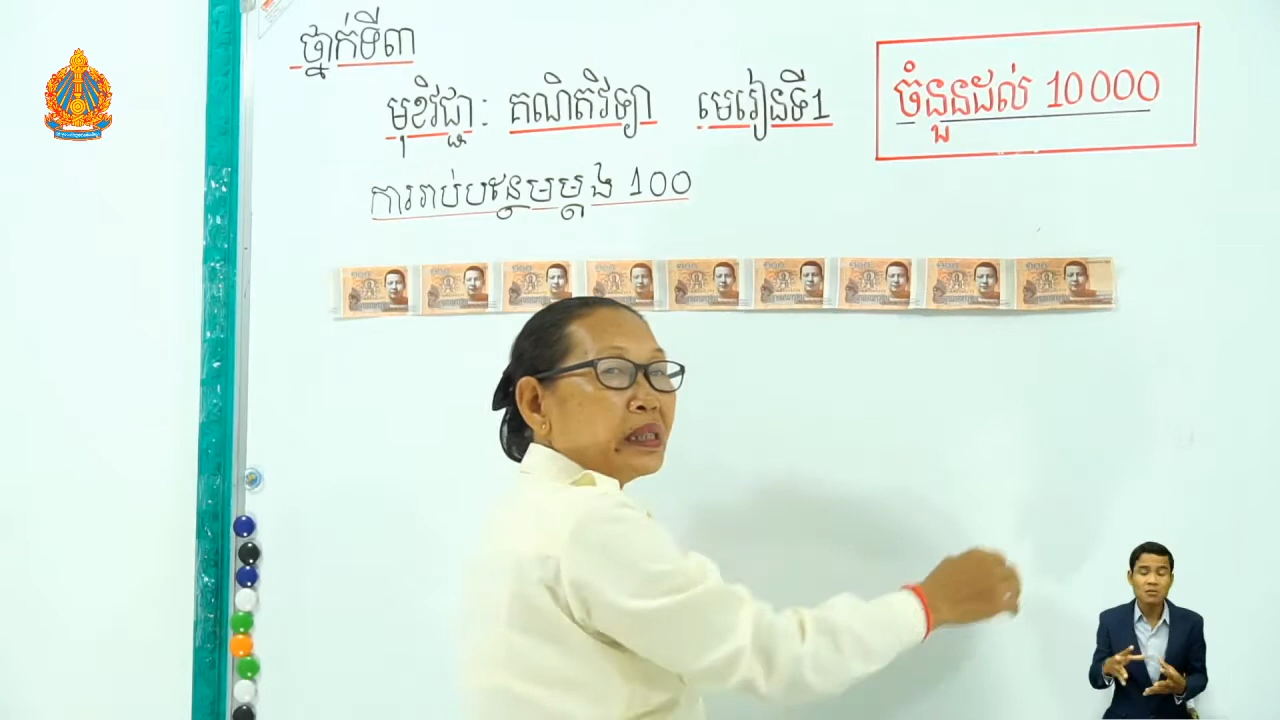 ថ្នាក់ទី៣
មុខវិជ្ជា : គណិតវិទ្យា មេរៀនទី1
ចំនួនដល់ 10000
ការរាប់បន្ថែមម្តង 100